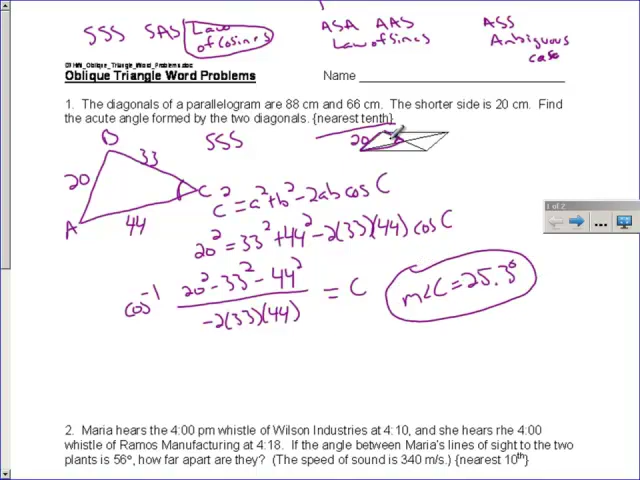 SSS SAS Law of Cosines
ASA AAS Law of Sines
ASS Ambiguous case
Oblique Triangle Word Problems Name
1. The diagonals of a parallelogram are 88 cm and 66 cm. The shorter side is 20 cm. Find
the acute angle formed by the two diagonals. {nearest tenth}
B
33
SSS
20
20
C
A
44
c² = a² + b² - 2ab cos C
20² = 33² + 44² - 2(33)(44) cos C
cos⁻¹ 20² - 33² - 44² / -2(33)(44) = C
m<C = 25.3°
1 of 2
2. Maria hears the 4:00 pm whistle of Wilson Industries at 4:10, and she hears rhe 4:00
whistle of Ramos Manufacturing at 4:18. If the angle between Maria's lines of sight to the two
plants is 56°, how far apart are they? (The speed of sound is 340 m/s.) {nearest 10th}